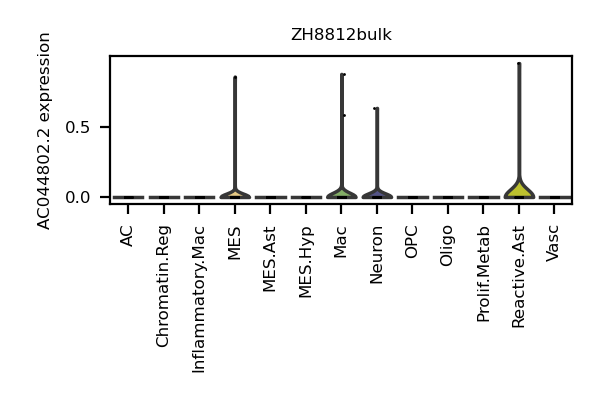 ZH8812bulk
AC044802.2 expression
0.5
0.0
AC
Chromatin.Reg
Inflammatory.Mac
MES
MES.Ast
MES.Hyp
Mac
Neuron
OPC
Oligo
Prolif.Metab
Reactive.Ast
Vasc